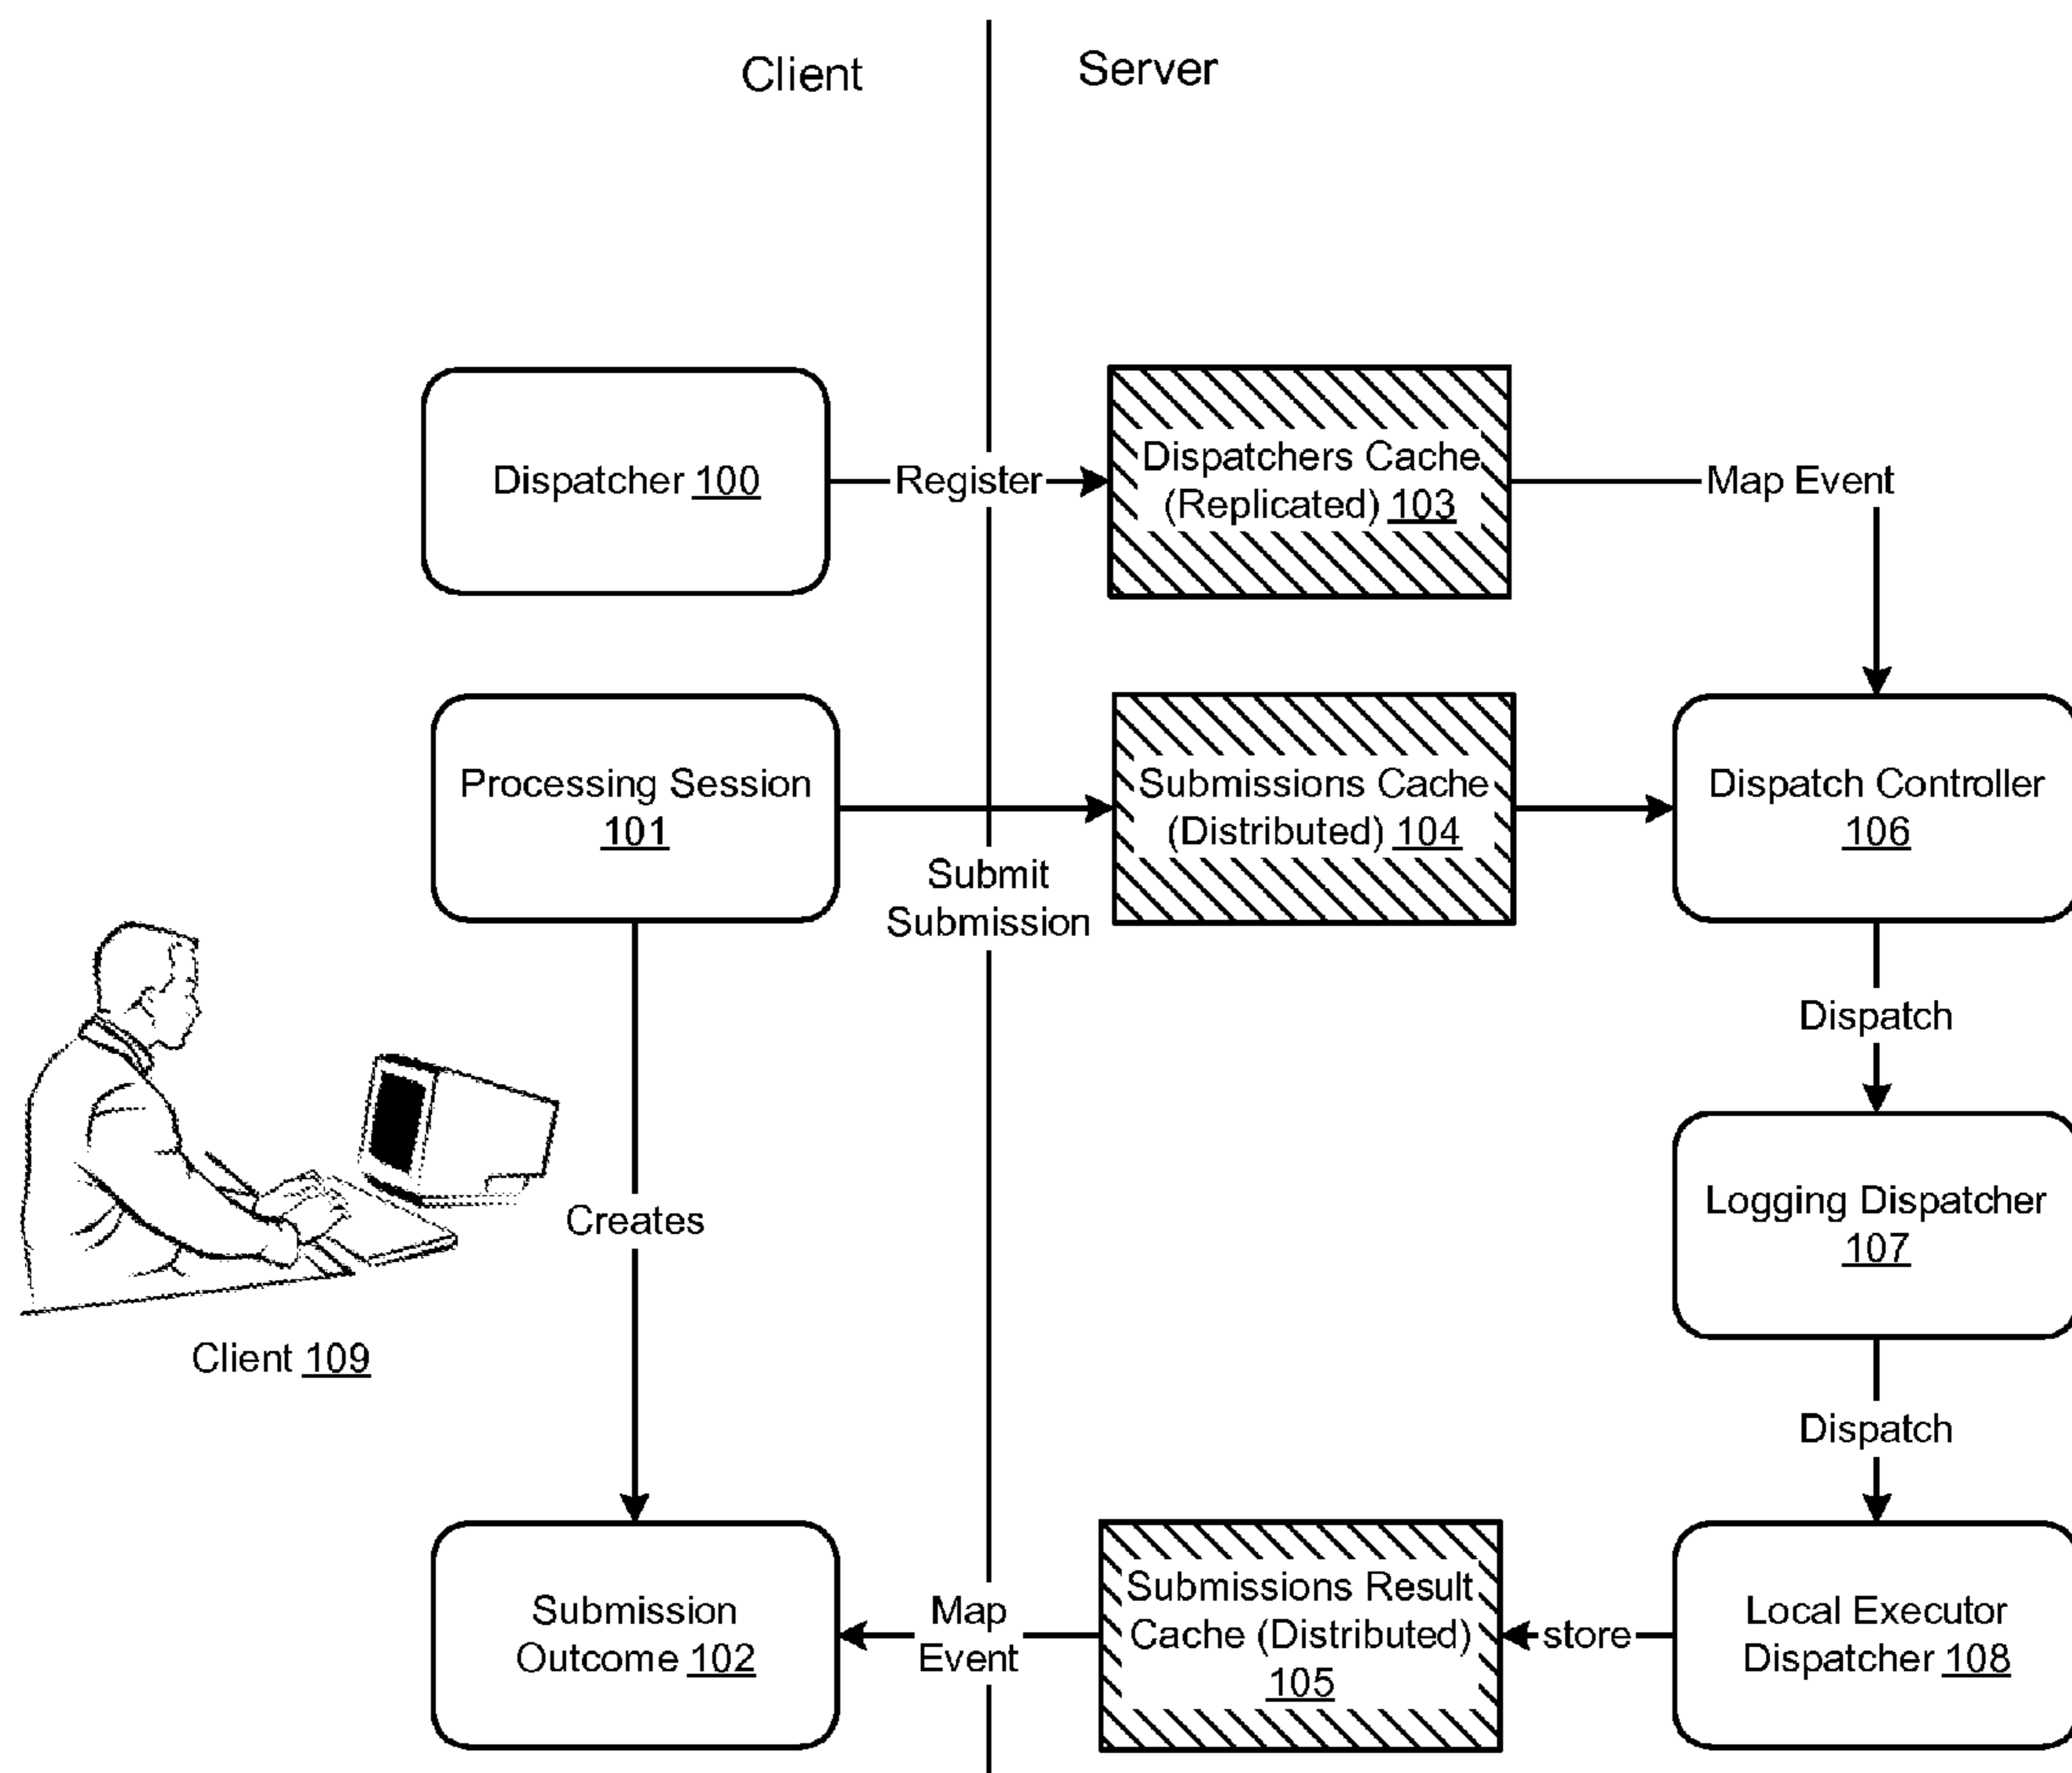 Client
Server
Dispatcher 100
Register
Dispatchers Cache
(Replicated) 103
Map Event
Processing Session
101
Submit
Submission
Submissions Cache
(Distributed) 104
Dispatch Controller
106
Dispatch
Logging Dispatcher
107
Creates
Client 109
Dispatch
Submission
Outcome 102
Map
Event
Submissions Result
Cache (Distributed)
105
store
Local Executor
Dispatcher 108